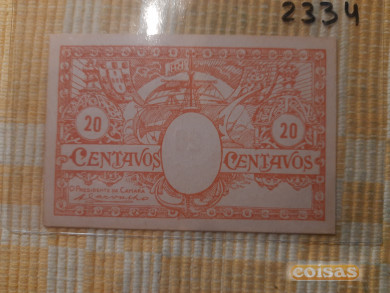 2334
20 20
CENTAVOS CENTAVOS
O PRESIDENTE DA CAMARA
coisas